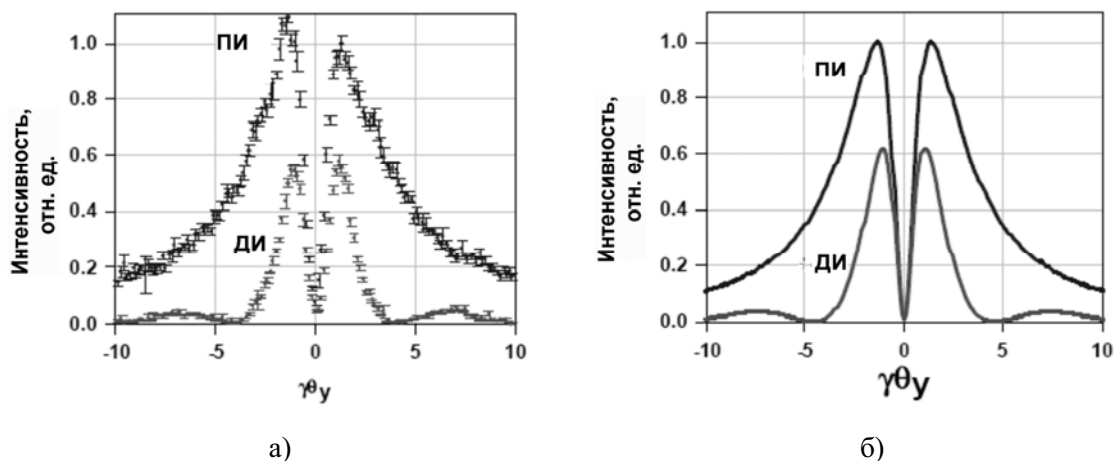 ПИ
ДИ
Интенсивность,
отн. ед.
1.0
0.8
0.6
0.4
0.2
0.0
-10
-5
0
5
10
γθy
а)
ПИ
ДИ
Интенсивность,
отн. ед.
1.0
0.8
0.6
0.4
0.2
0.0
-10
-5
0
5
10
γθy
б)